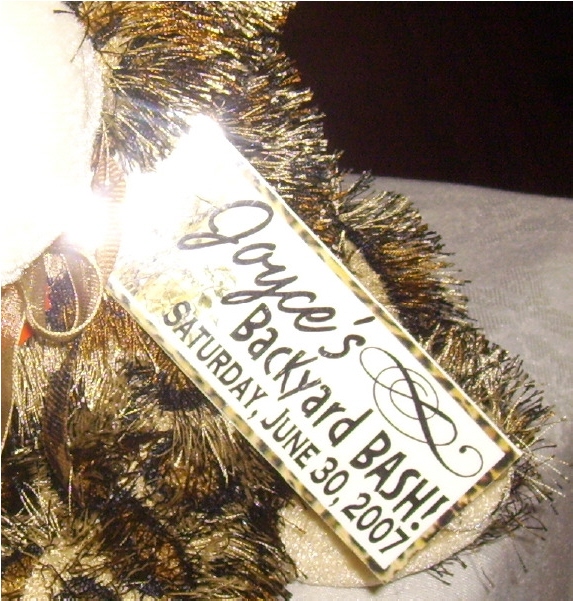 Joyce's
Backyard BASH!
SATURDAY, JUNE 30, 2007